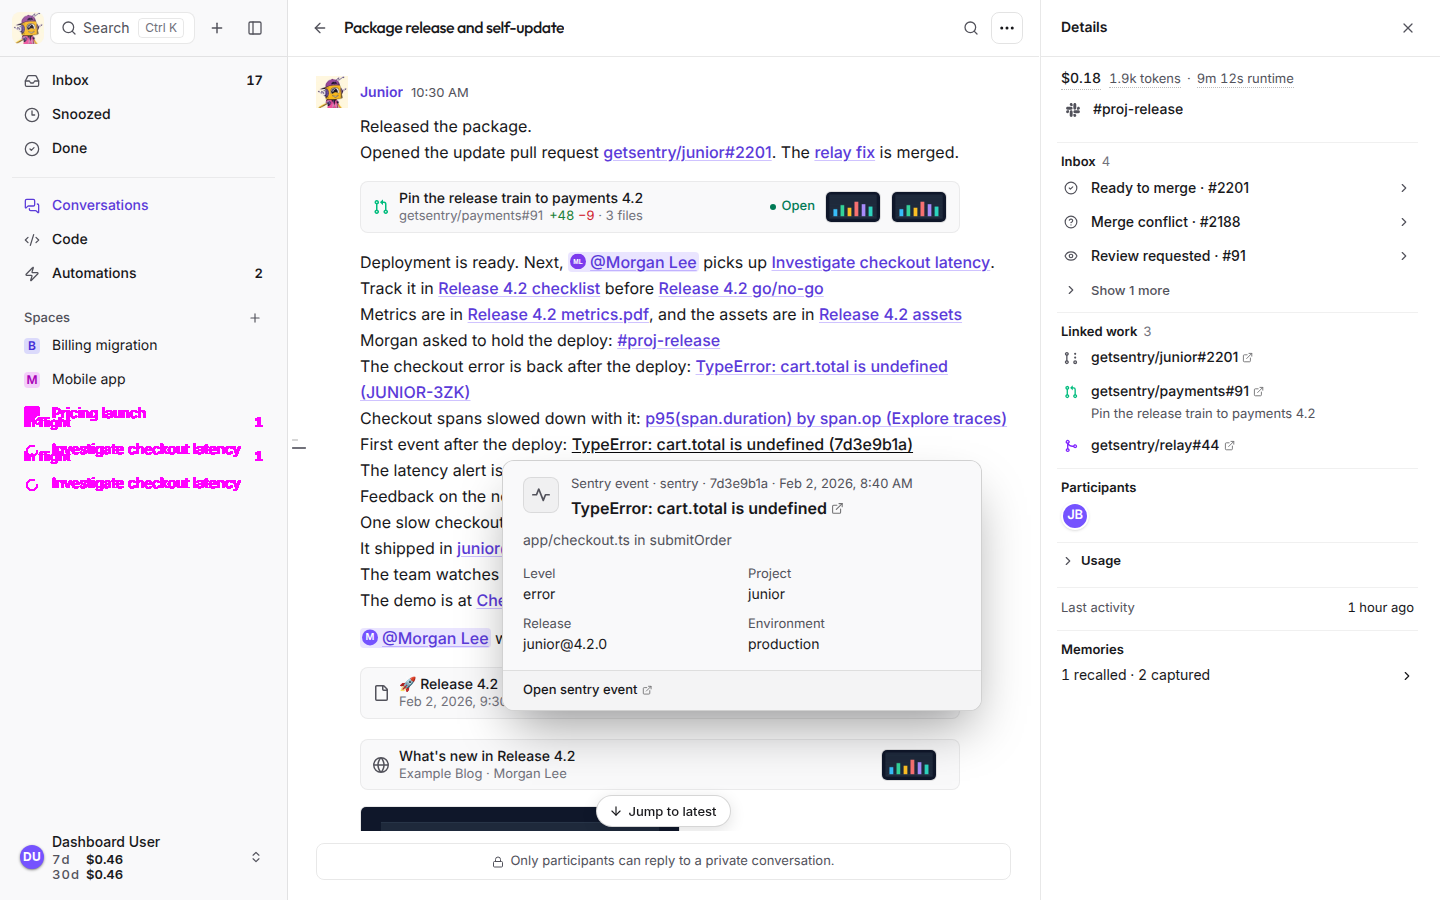 Search Ctrl K
Inbox 17
Snoozed
Done
Conversations
Code
Automations 2
Spaces
B Billing migration
M Mobile app
Pricing launch
In flight 1
Investigate checkout latency
In flight 1
Investigate checkout latency
DU Dashboard User
7d $0.46
30d $0.46
Package release and self-update
Junior 10:30 AM
Released the package.
Opened the update pull request getsentry/junior#2201. The relay fix is merged.
Pin the release train to payments 4.2
getsentry/payments#91 +48 −9 · 3 files
Open
Deployment is ready. Next, ML @Morgan Lee picks up Investigate checkout latency.
Track it in Release 4.2 checklist before Release 4.2 go/no-go
Metrics are in Release 4.2 metrics.pdf, and the assets are in Release 4.2 assets
Morgan asked to hold the deploy: #proj-release
The checkout error is back after the deploy: TypeError: cart.total is undefined
(JUNIOR-3ZK)
Checkout spans slowed down with it: p95(span.duration) by span.op (Explore traces)
First event after the deploy: TypeError: cart.total is undefined (7d3e9b1a)
The latency alert is
Feedback on the
One slow checkout
It shipped in junior
The team watches
The demo is at
M @Morgan Lee
Sentry event · sentry · 7d3e9b1a · Feb 2, 2026, 8:40 AM
TypeError: cart.total is undefined
app/checkout.ts in submitOrder
Level
error
Project
junior
Release
junior@4.2.0
Environment
production
Open sentry event
🚀 Release 4.2
Feb 2, 2026, 9:30
What's new in Release 4.2
Example Blog · Morgan Lee
Jump to latest
Only participants can reply to a private conversation.
Details
$0.18 1.9k tokens · 9m 12s runtime
#proj-release
Inbox 4
Ready to merge · #2201
Merge conflict · #2188
Review requested · #91
Show 1 more
Linked work 3
getsentry/junior#2201
getsentry/payments#91
Pin the release train to payments 4.2
getsentry/relay#44
Participants
JB
Usage
Last activity 1 hour ago
Memories
1 recalled · 2 captured